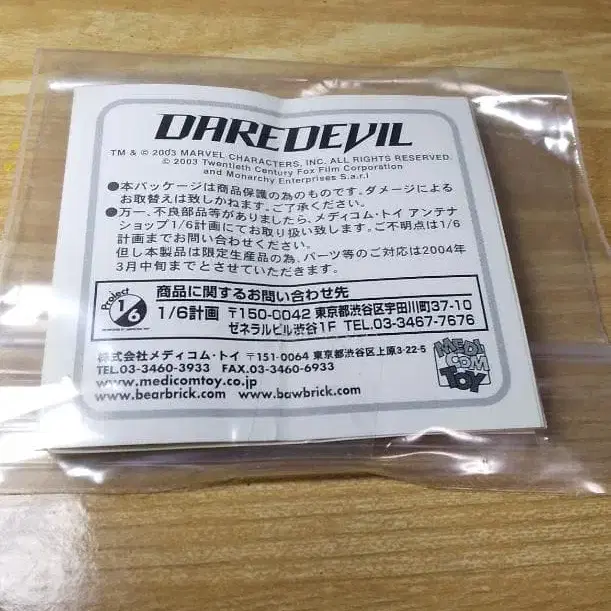 DAREDEVIL
TM & © 2003 MARVEL CHARACTERS, INC. ALL RIGHTS RESERVED.
© 2003 Twentieth Century Fox Film Corporation
and Monarchy Enterprises S.a.r.l
●本パッケージは商品保護の為のものです。ダメージによる
お取替えは致しかねます。ご了承ください。
●万一、不良部品等がありましたら、メディコム・トイ アンテナ
ショップ1/6計画にてお取り扱い致します。ご不明点は1/6
計画までお問い合わせください。
但し本製品は限定生産品の為、パーツ等のご対応は2004年
3月中旬までとさせていただきます。
Project
1/6
商品に関するお問い合わせ先
1/6計画 〒150-0042 東京都渋谷区宇田川町37-10
ゼネラルビル渋谷1F TEL.03-3467-7676
株式会社メディコム・トイ 〒151-0064 東京都渋谷区上原3-22-5
TEL.03-3460-3933 FAX.03-3460-6933
www.medicomtoy.co.jp
www.bearbrick.com www.bawbrick.com
MEDI
COM
TOY